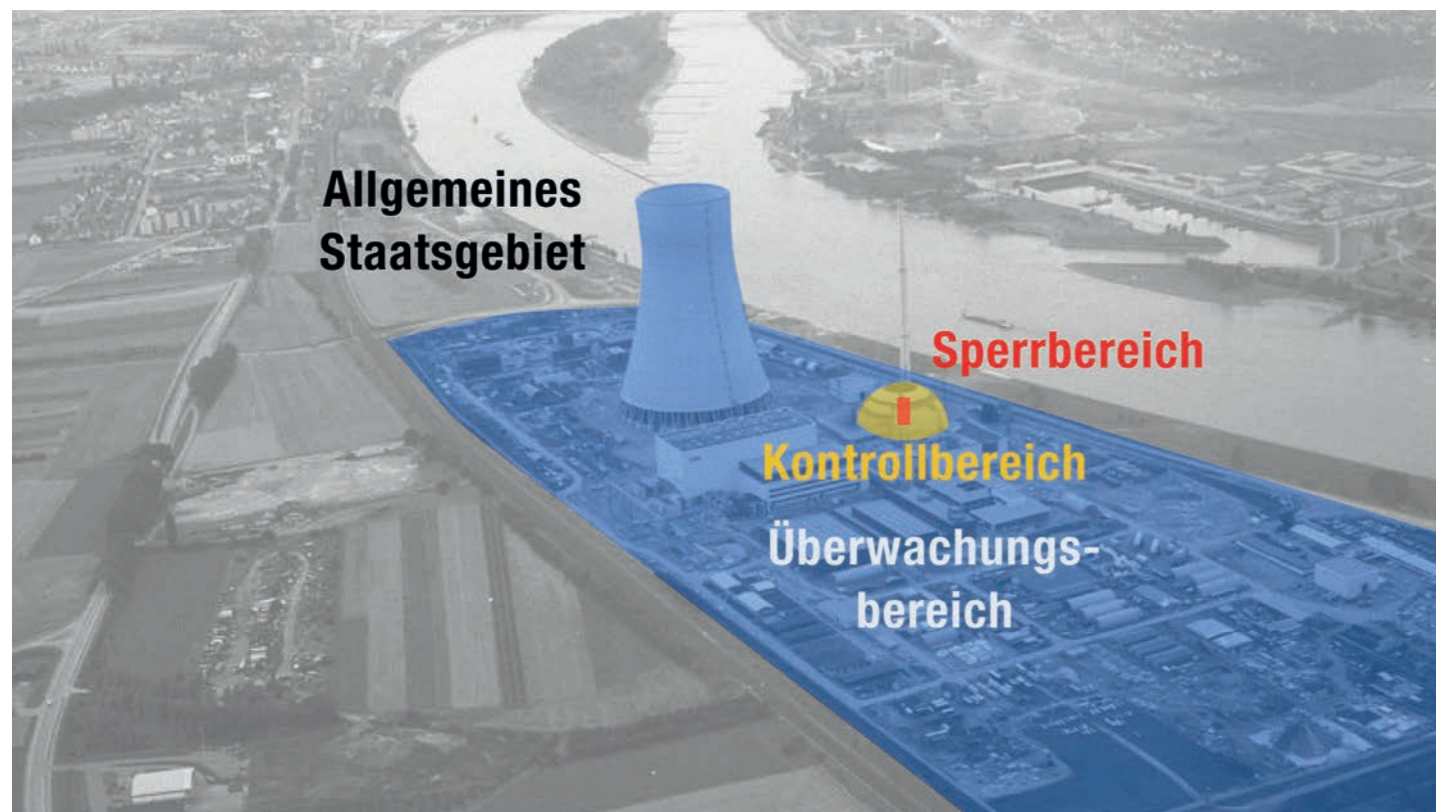 Allgemeines
Staatsgebiet
Sperrbereich
Kontrollbereich
Überwachungs-
bereich